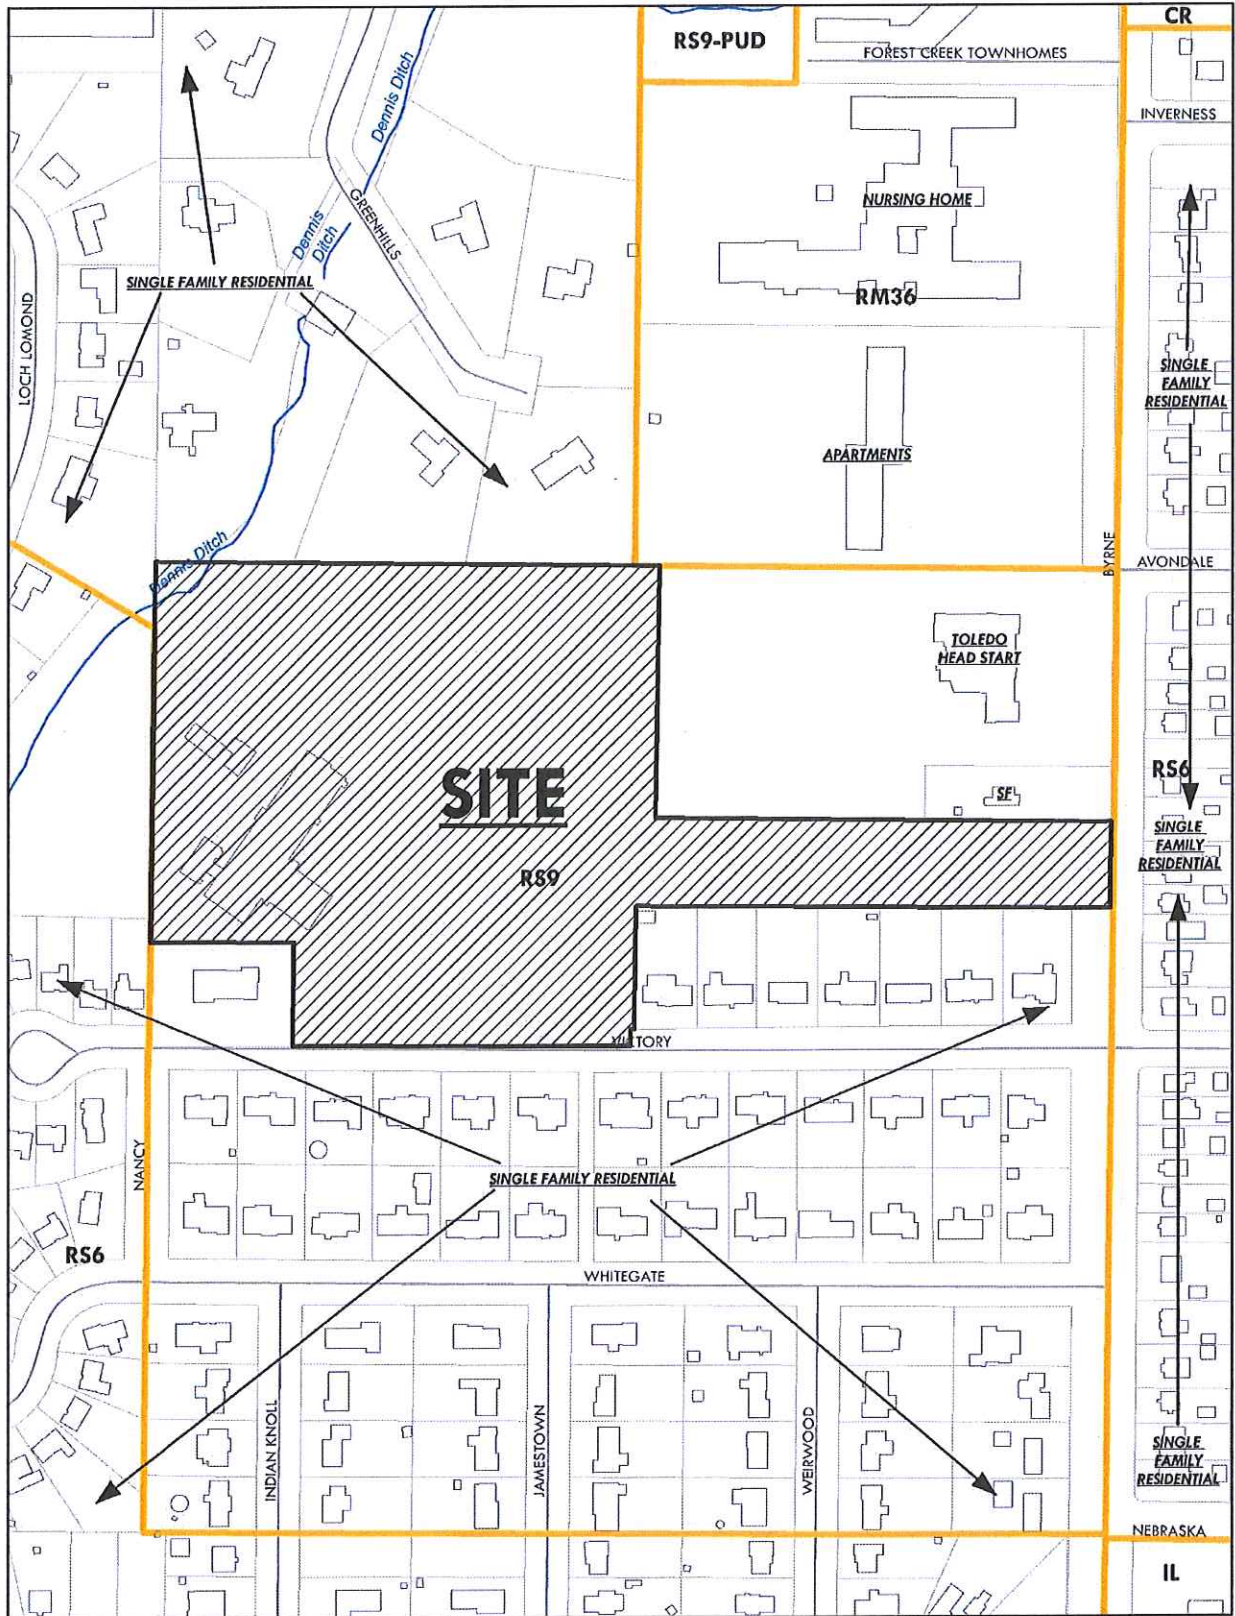 CR
RS9-PUD
FOREST CREEK TOWNHOMES
Dennis Ditch
INVERNESS
GREENHILLS
NURSING HOME
Dennis
Ditch
SINGLE FAMILY RESIDENTIAL
RM36
LOCH LOMOND
SINGLE
FAMILY
RESIDENTIAL
APARTMENTS
BYRNE
Dennis Ditch
AVONDALE
TOLEDO
HEAD START
SITE
RS6
SF
SINGLE
FAMILY
RESIDENTIAL
RS9
VICTORY
NANCY
SINGLE FAMILY RESIDENTIAL
RS6
WHITEGATE
INDIAN KNOLL
JAMESTOWN
WEIRWOOD
SINGLE
FAMILY
RESIDENTIAL
NEBRASKA
IL